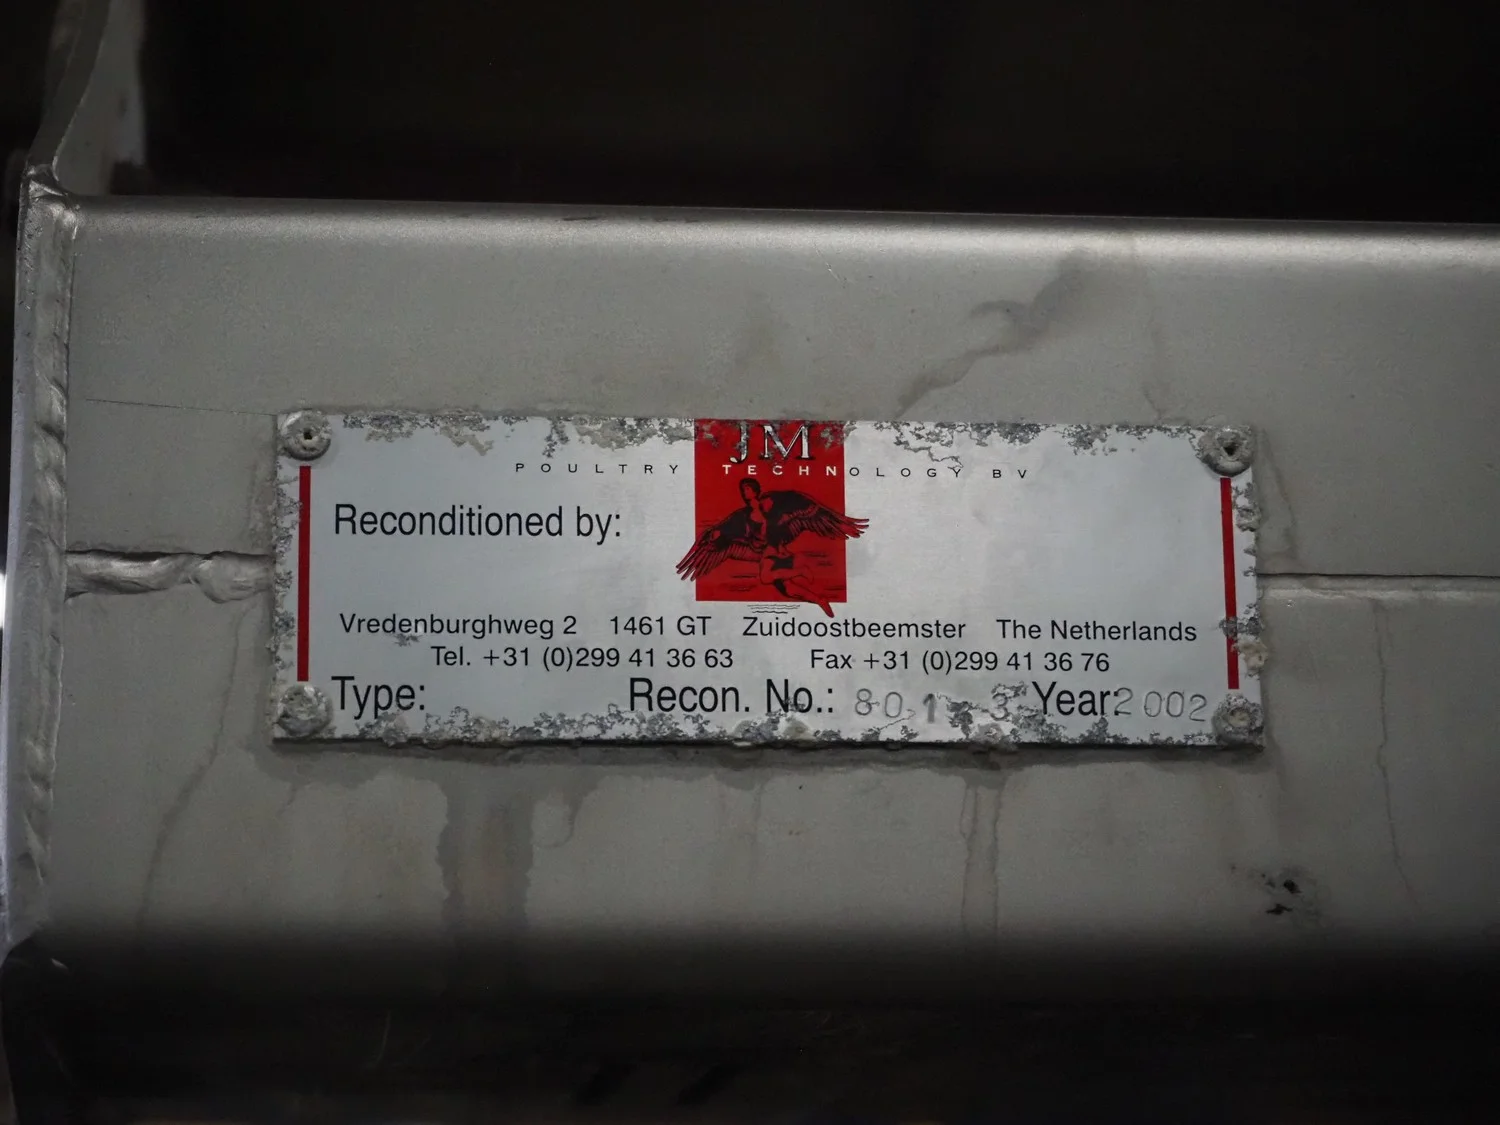 JM
POULTRY TECHNOLOGY BV
Reconditioned by:
Vredenburghweg 2 1461 GT Zuidoostbeemster The Netherlands
Tel. +31 (0)299 41 36 63 Fax +31 (0)299 41 36 76
Type: Recon. No.: Year: 2002